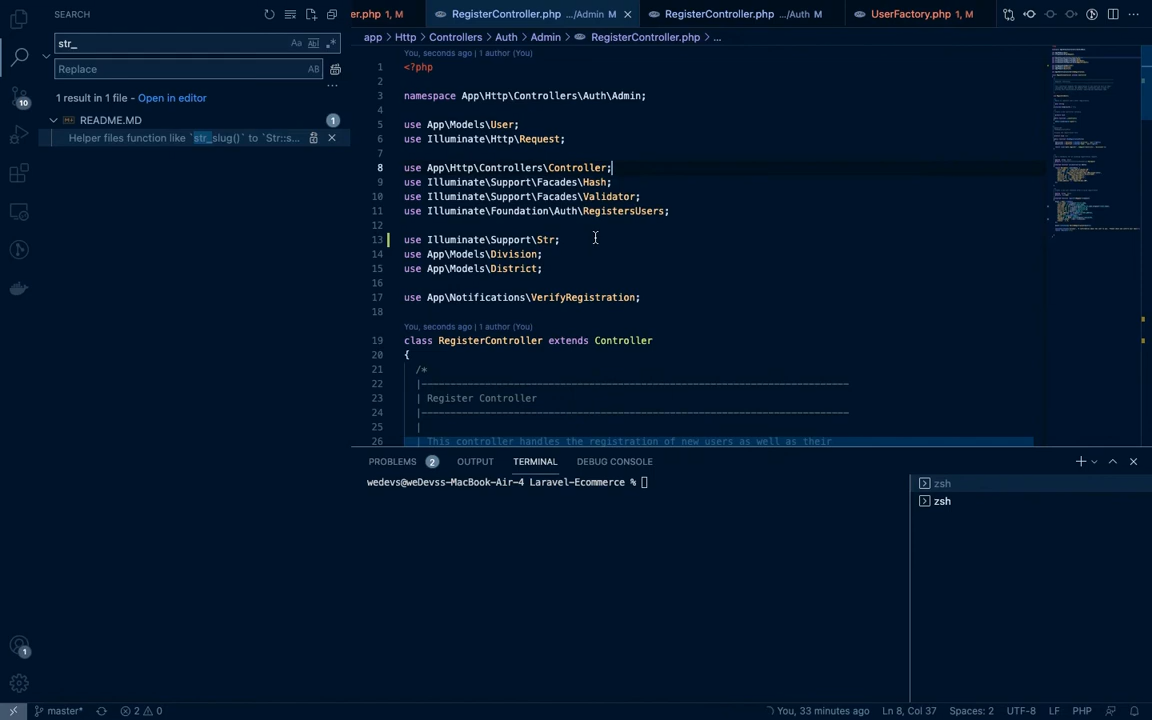 SEARCH
str_
Aa
Ab
.*
Replace
AB
1 result in 1 file - Open in editor
README.MD
1
Helper files function like `str_slug()` to `Str::s...
10
1
er.php 1, M
RegisterController.php .../Admin M
RegisterController.php .../Auth M
UserFactory.php 1, M
app > Http > Controllers > Auth > Admin > RegisterController.php > ...
You, seconds ago | 1 author (You)
1 <?php
2
3 namespace App\Http\Controllers\Auth\Admin;
4
5 use App\Models\User;
6 use Illuminate\Http\Request;
7
8 use App\Http\Controllers\Controller;
9 use Illuminate\Support\Facades\Hash;
10 use Illuminate\Support\Facades\Validator;
11 use Illuminate\Foundation\Auth\RegistersUsers;
12
13 use Illuminate\Support\Str;
14 use App\Models\Division;
15 use App\Models\District;
16
17 use App\Notifications\VerifyRegistration;
18
You, seconds ago | 1 author (You)
19 class RegisterController extends Controller
20 {
21 /*
22 |--------------------------------------------------------------------------
23 | Register Controller
24 |--------------------------------------------------------------------------
25 |
26 | This controller handles the registration of new users as well as their
PROBLEMS 2 OUTPUT TERMINAL DEBUG CONSOLE
wedevs@weDevss-MacBook-Air-4 Laravel-Ecommerce %
zsh
zsh
master*
2 0
You, 33 minutes ago
Ln 8, Col 37
Spaces: 2
UTF-8
LF
PHP